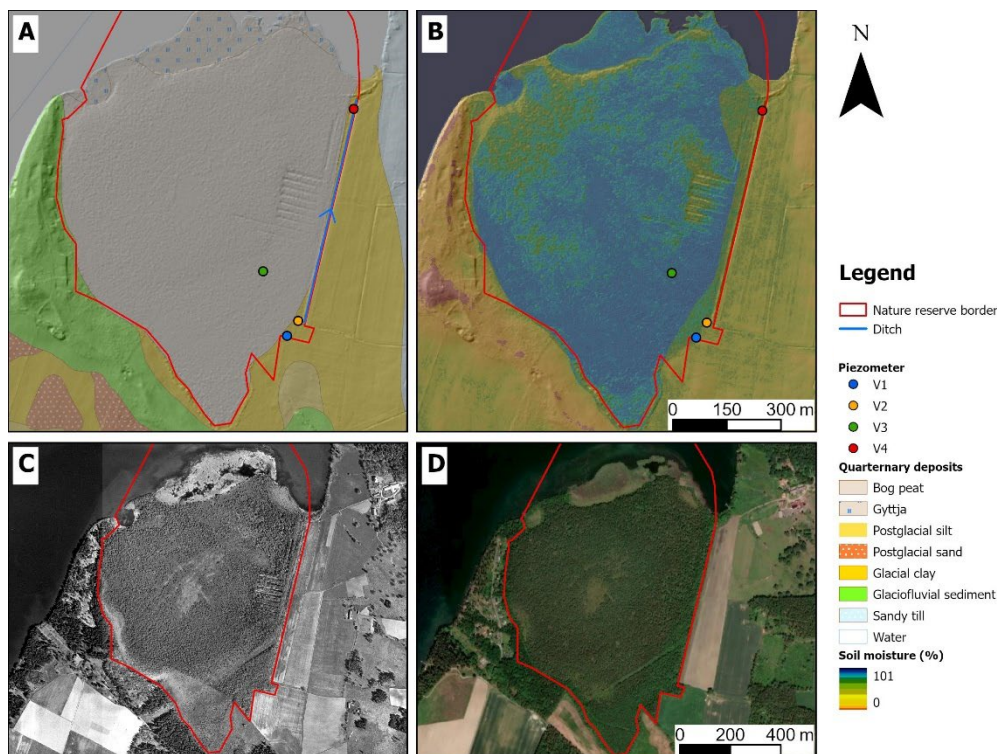 A
B
N
0 150 300 m
C
D
0 200 400 m
Legend
Nature reserve border
Ditch
Piezometer
V1
V2
V3
V4
Quarternary deposits
Bog peat
Gyttja
Postglacial silt
Postglacial sand
Glacial clay
Glaciofluvial sediment
Sandy till
Water
Soil moisture (%)
101
0